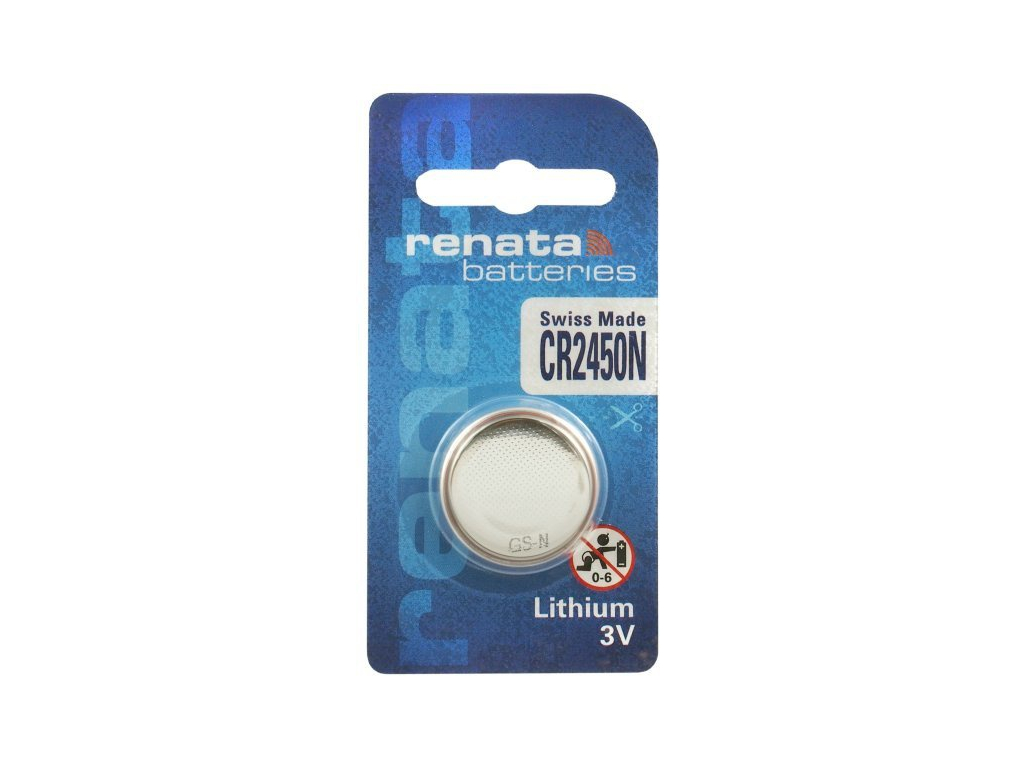 renata
renata
batteries
Swiss Made
CR2450N
GS-N
0-6
Lithium
3V